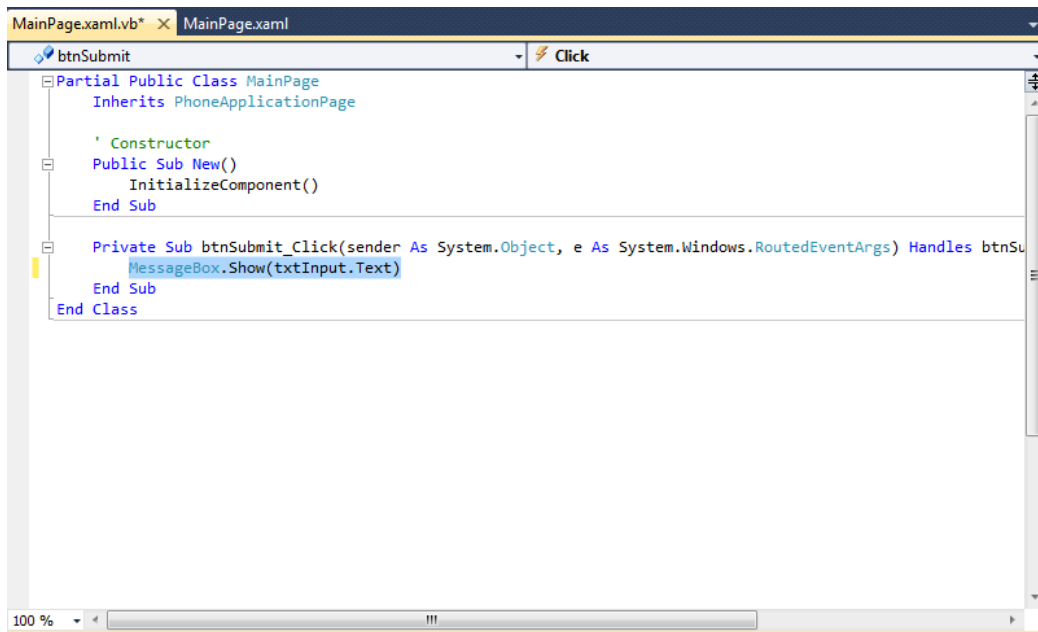 MainPage.xaml.vb* MainPage.xaml
btnSubmit Click
Partial Public Class MainPage
Inherits PhoneApplicationPage
' Constructor
Public Sub New()
InitializeComponent()
End Sub
Private Sub btnSubmit_Click(sender As System.Object, e As System.Windows.RoutedEventArgs) Handles btnSu
MessageBox.Show(txtInput.Text)
End Sub
End Class
100 %